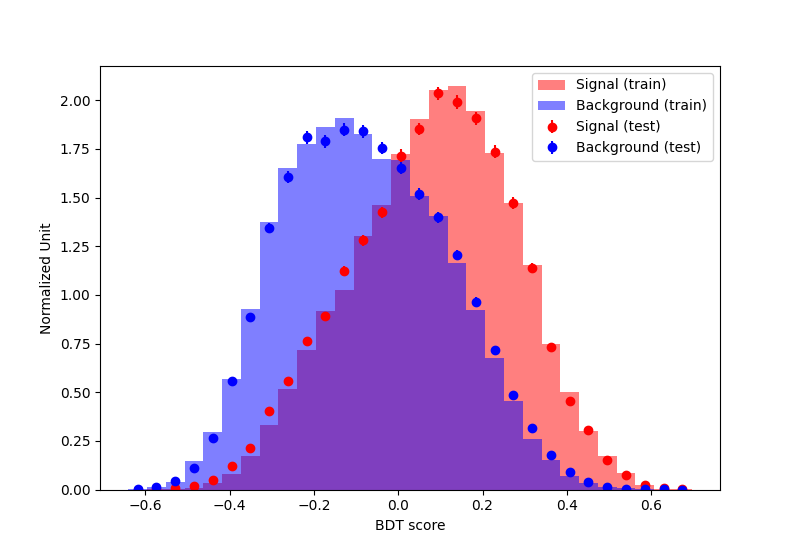 Signal (train)
Background (train)
Signal (test)
Background (test)
Normalized Unit
2.00
1.75
1.50
1.25
1.00
0.75
0.50
0.25
0.00
−0.6
−0.4
−0.2
0.0
0.2
0.4
0.6
BDT score